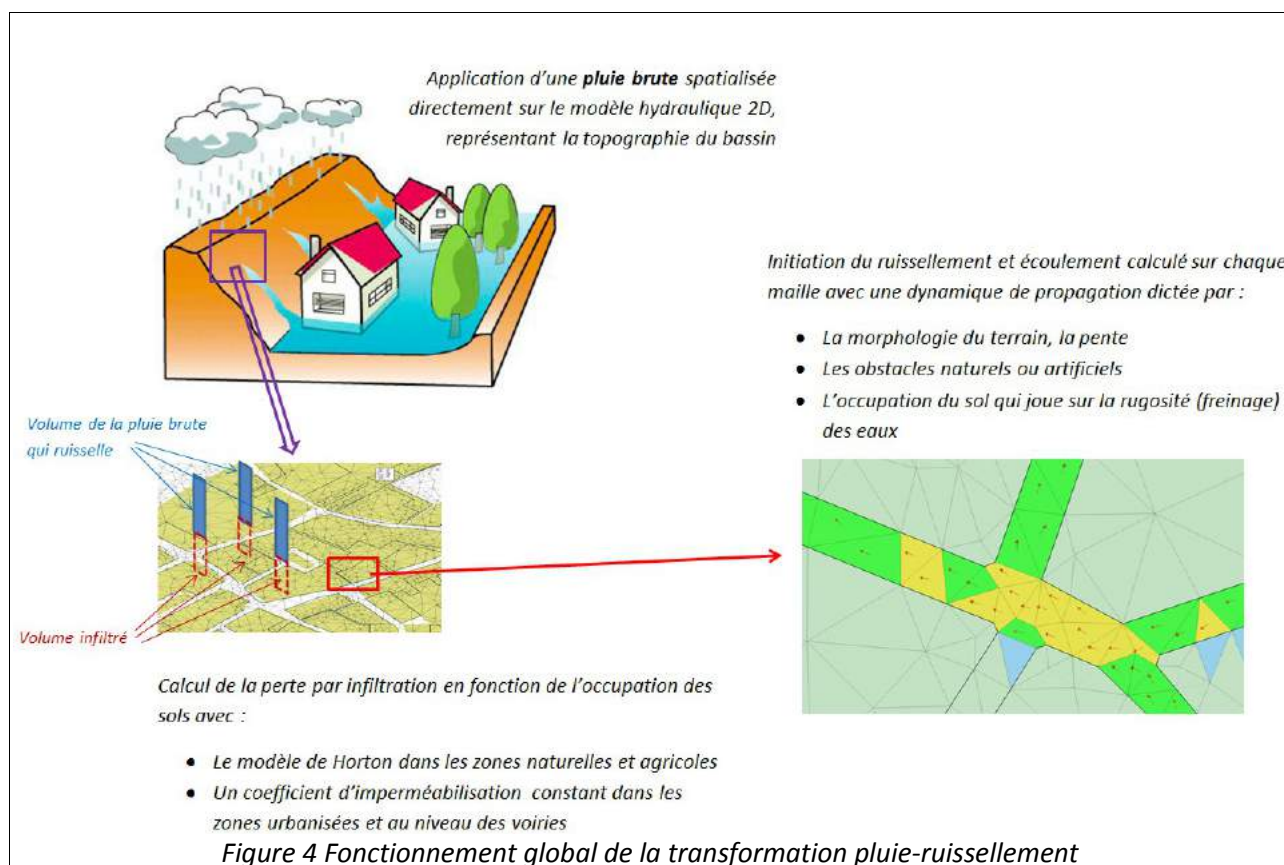 Application d'une pluie brute spatialisée
directement sur le modèle hydraulique 2D,
représentant la topographie du bassin
Initiation du ruissellement et écoulement calculé sur chaque
maille avec une dynamique de propagation dictée par :
• La morphologie du terrain, la pente
• Les obstacles naturels ou artificiels
• L'occupation du sol qui joue sur la rugosité (freinage)
des eaux
Volume de la pluie brute
qui ruisselle
Volume infiltré
Calcul de la perte par infiltration en fonction de l'occupation des
sols avec :
• Le modèle de Horton dans les zones naturelles et agricoles
• Un coefficient d'imperméabilisation constant dans les
zones urbanisées et au niveau des voiries
Figure 4 Fonctionnement global de la transformation pluie-ruissellement